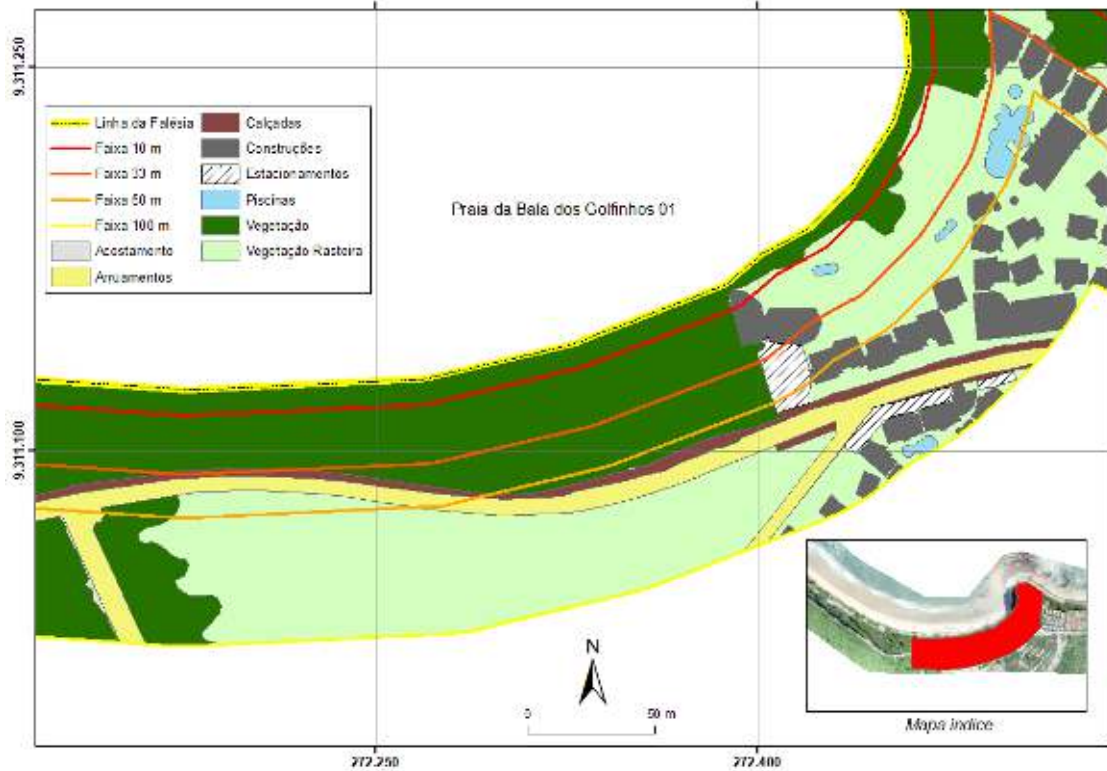 9.311.250
Linha da Falésia
Faixa 10 m
Faixa 33 m
Faixa 50 m
Faixa 100 m
Acostamento
Arruamentos
Calçadas
Construções
Estacionamentos
Piscinas
Vegetação
Vegetação Rasteira
Praia da Baía dos Golfinhos 01
9.311.100
N
0 50 m
Mapa índice
272.250
272.400